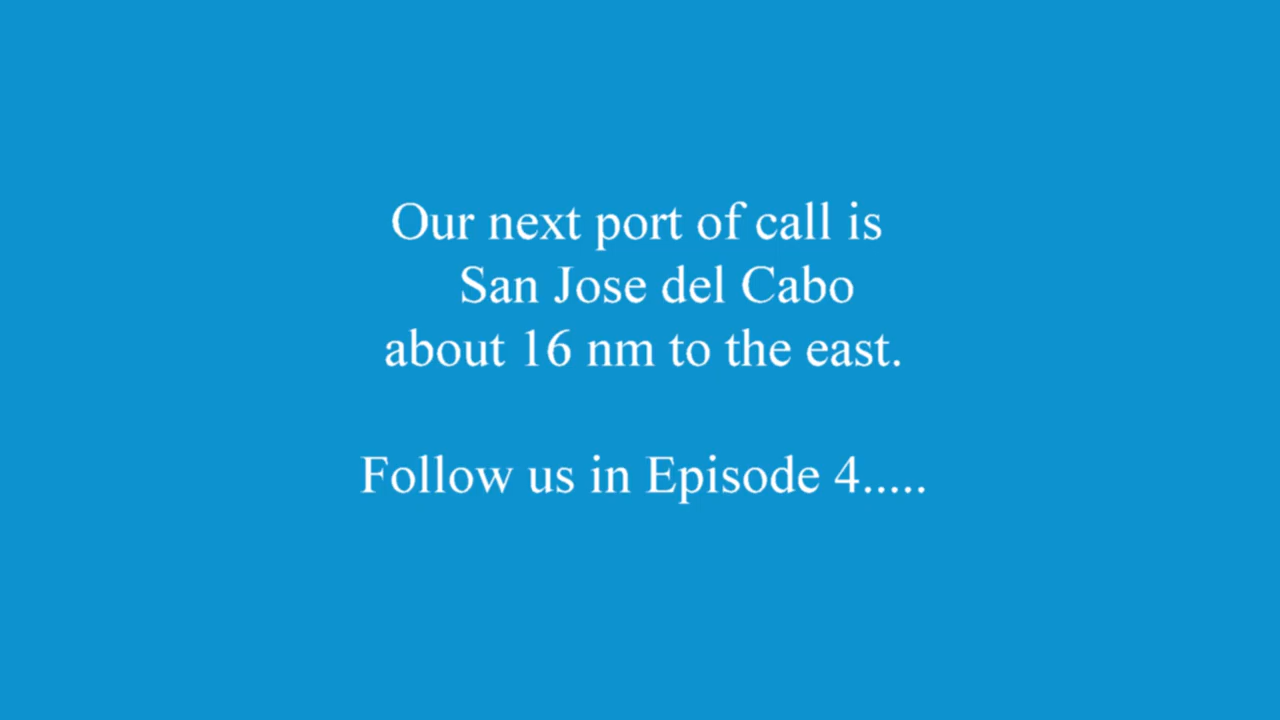 Our next port of call is
San Jose del Cabo
about 16 nm to the east.
Follow us in Episode 4.....